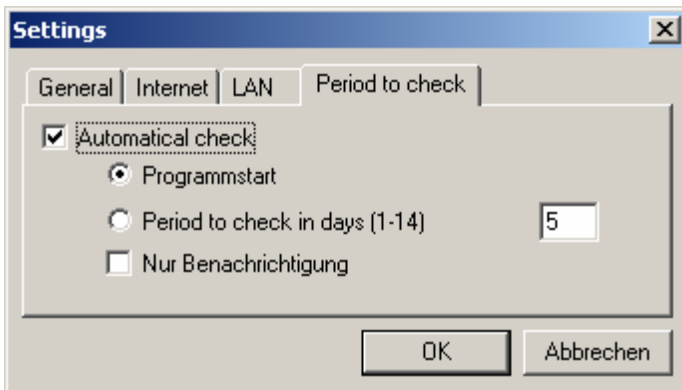 Settings
General Internet LAN Period to check
Automatical check
Programmstart
Period to check in days (1-14) 5
Nur Benachrichtigung
OK Abbrechen